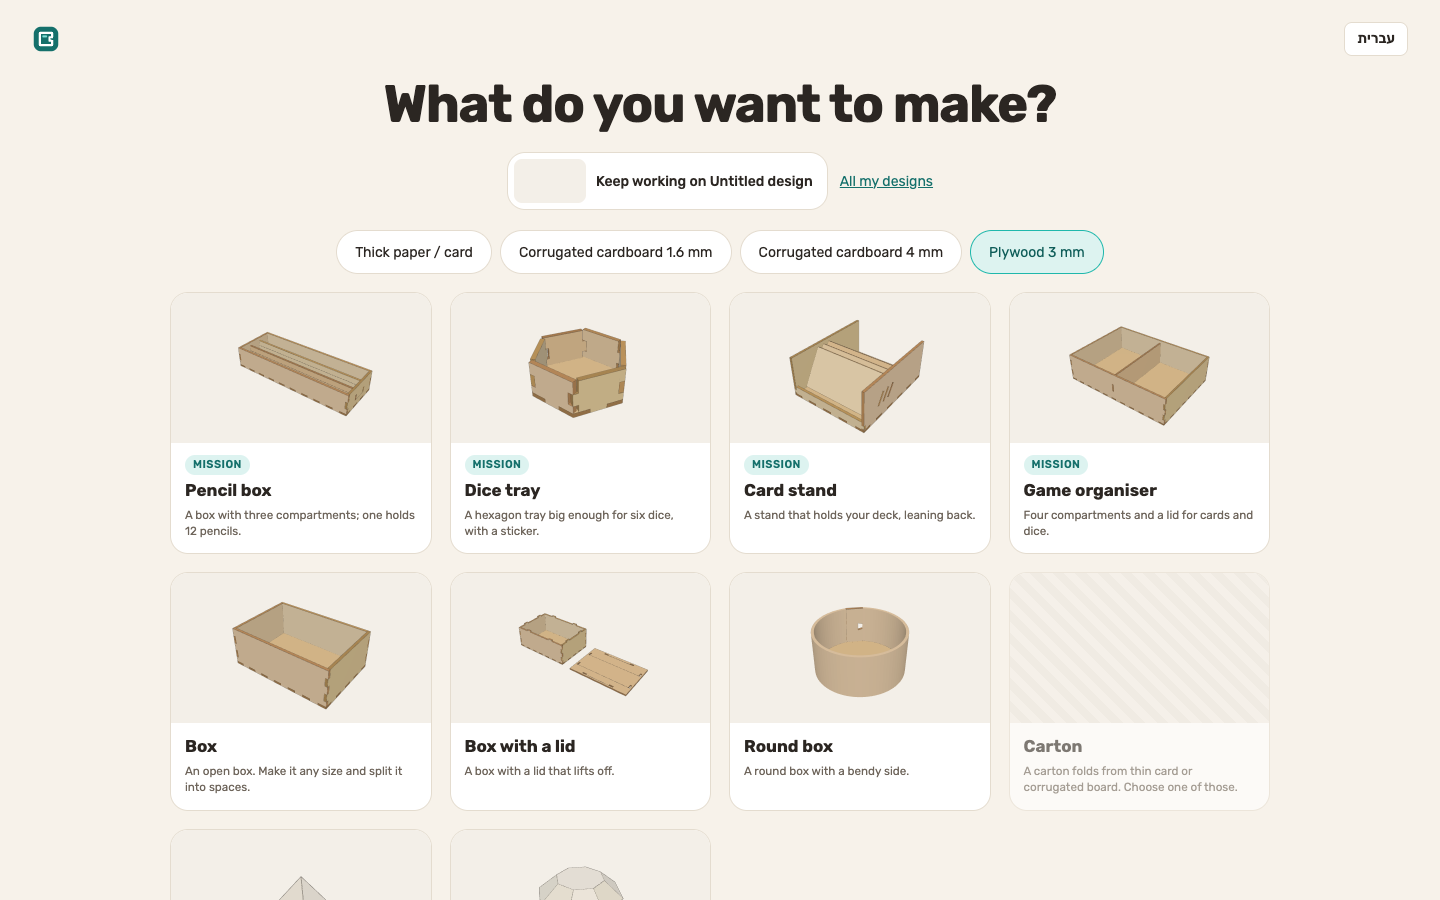 עברית
What do you want to make?
Keep working on Untitled design
All my designs
Thick paper / card
Corrugated cardboard 1.6 mm
Corrugated cardboard 4 mm
Plywood 3 mm
MISSION
Pencil box
A box with three compartments; one holds
12 pencils.
MISSION
Dice tray
A hexagon tray big enough for six dice,
with a sticker.
MISSION
Card stand
A stand that holds your deck, leaning back.
MISSION
Game organiser
Four compartments and a lid for cards and
dice.
Box
An open box. Make it any size and split it
into spaces.
Box with a lid
A box with a lid that lifts off.
Round box
A round box with a bendy side.
Carton
A carton folds from thin card or
corrugated board. Choose one of those.